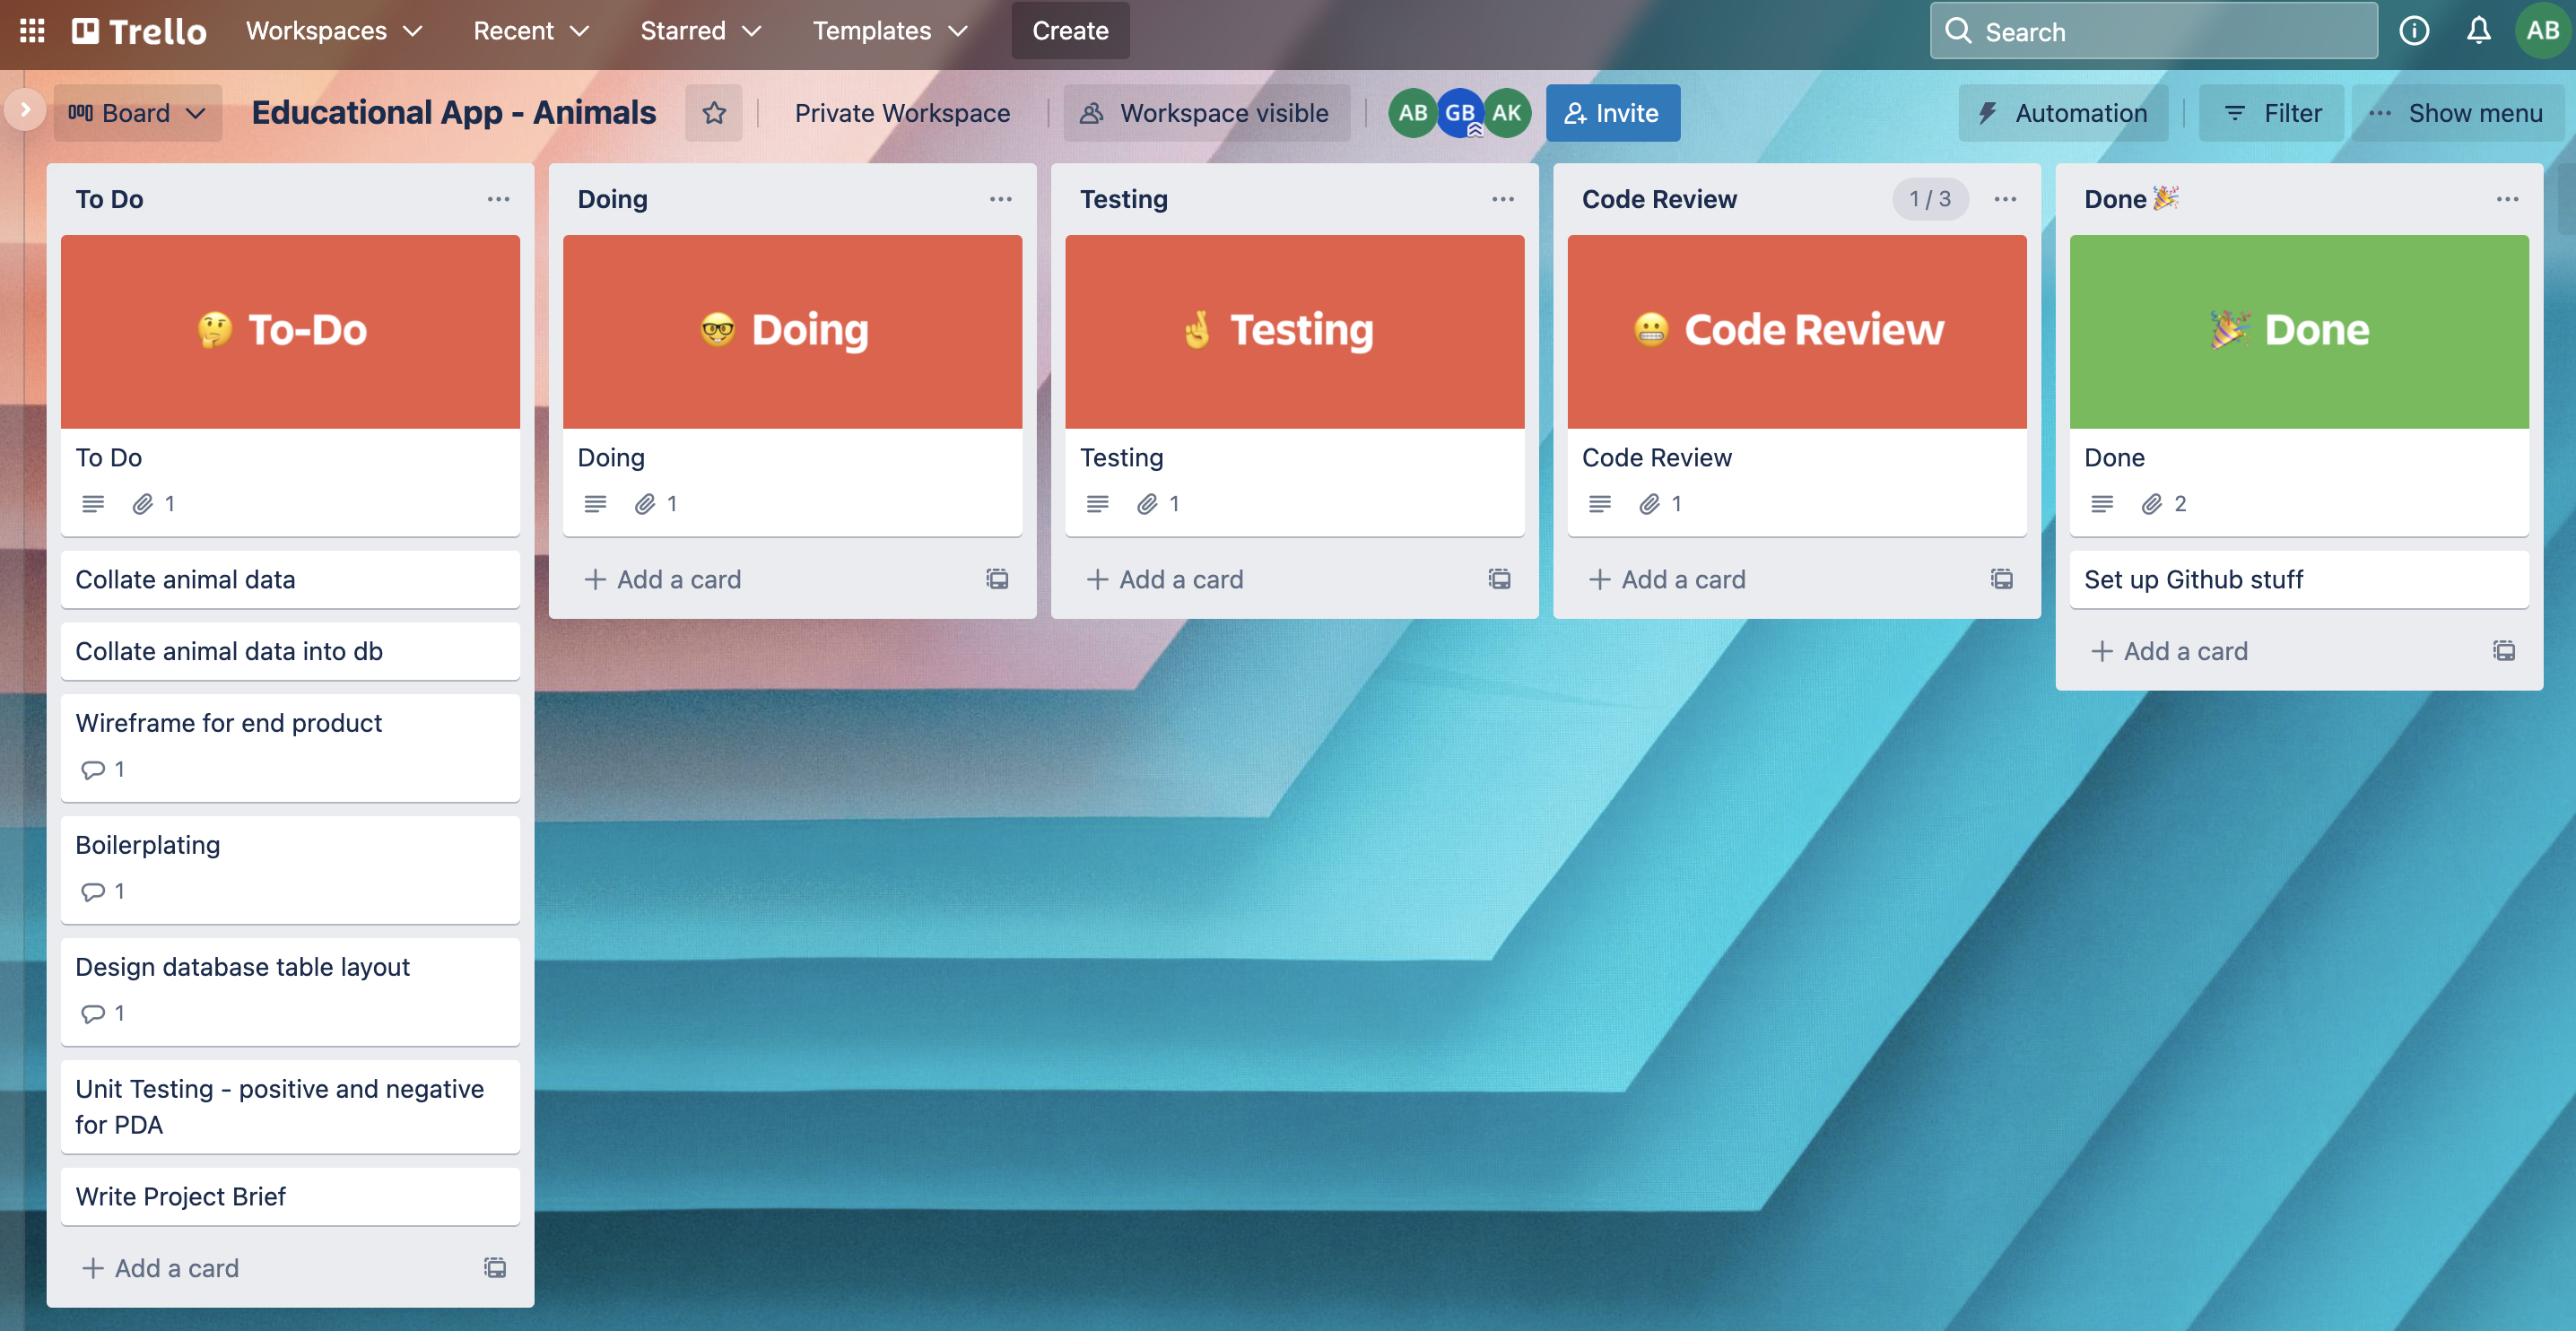 Trello Workspaces Recent Starred Templates Create Search AB
Board Educational App - Animals Private Workspace Workspace visible AB GB AK Invite Automation Filter Show menu
To Do
🤔 To-Do
To Do
1
Collate animal data
Collate animal data into db
Wireframe for end product
1
Boilerplating
1
Design database table layout
1
Unit Testing - positive and negative
for PDA
Write Project Brief
+ Add a card
Doing
🤓 Doing
Doing
1
+ Add a card
Testing
🤞 Testing
Testing
1
+ Add a card
Code Review 1 / 3
😬 Code Review
Code Review
1
+ Add a card
Done 🎉
🎉 Done
Done
2
Set up Github stuff
+ Add a card